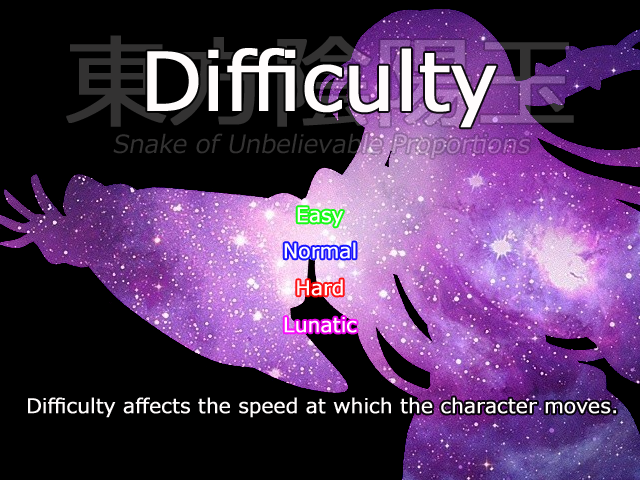 東方陰陽玉
Difficulty
Snake of Unbelievable Proportions
Easy
Normal
Hard
Lunatic
Difficulty affects the speed at which the character moves.